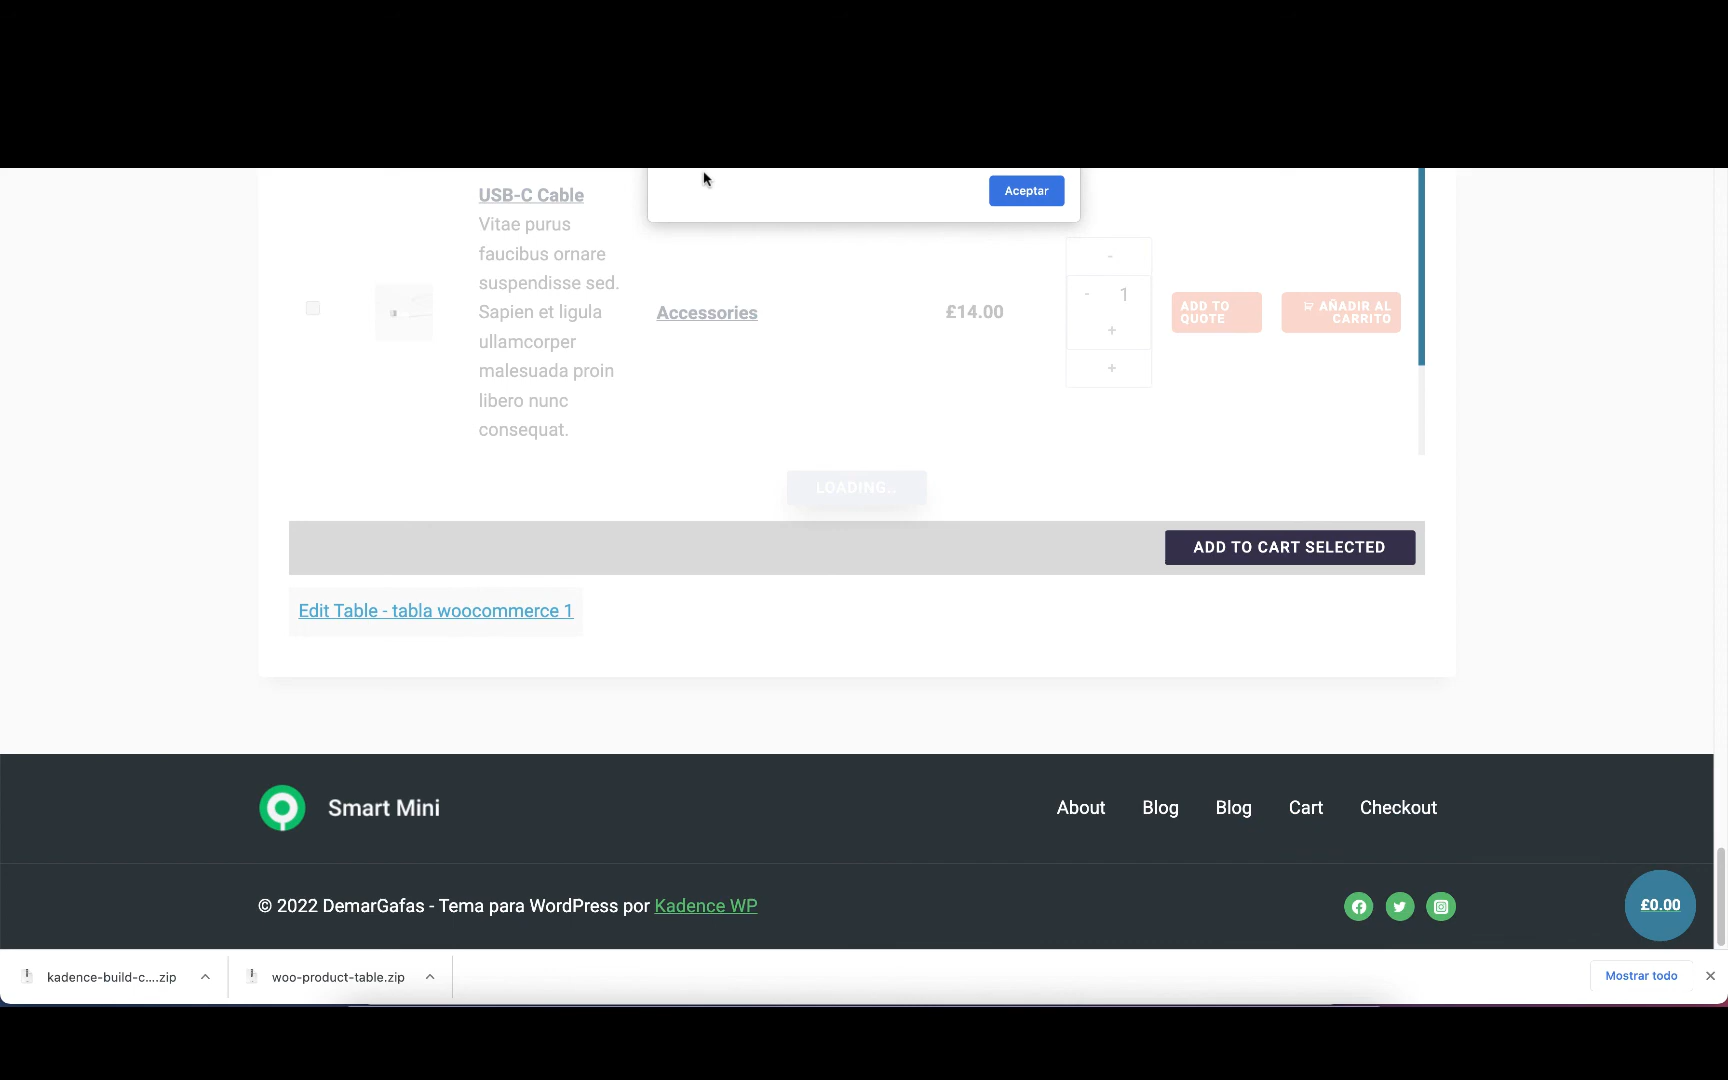 Aceptar
USB-C Cable
Vitae purus
faucibus ornare
suspendisse sed.
Sapien et ligula
ullamcorper
malesuada proin
libero nunc
consequat.
Accessories
£14.00
-
- 1
+
+
ADD TO
QUOTE
AÑADIR AL
CARRITO
LOADING..
ADD TO CART SELECTED
Edit Table - tabla woocommerce 1
Smart Mini
About Blog Blog Cart Checkout
© 2022 DemarGafas - Tema para WordPress por Kadence WP
£0.00
kadence-build-c....zip
woo-product-table.zip
Mostrar todo